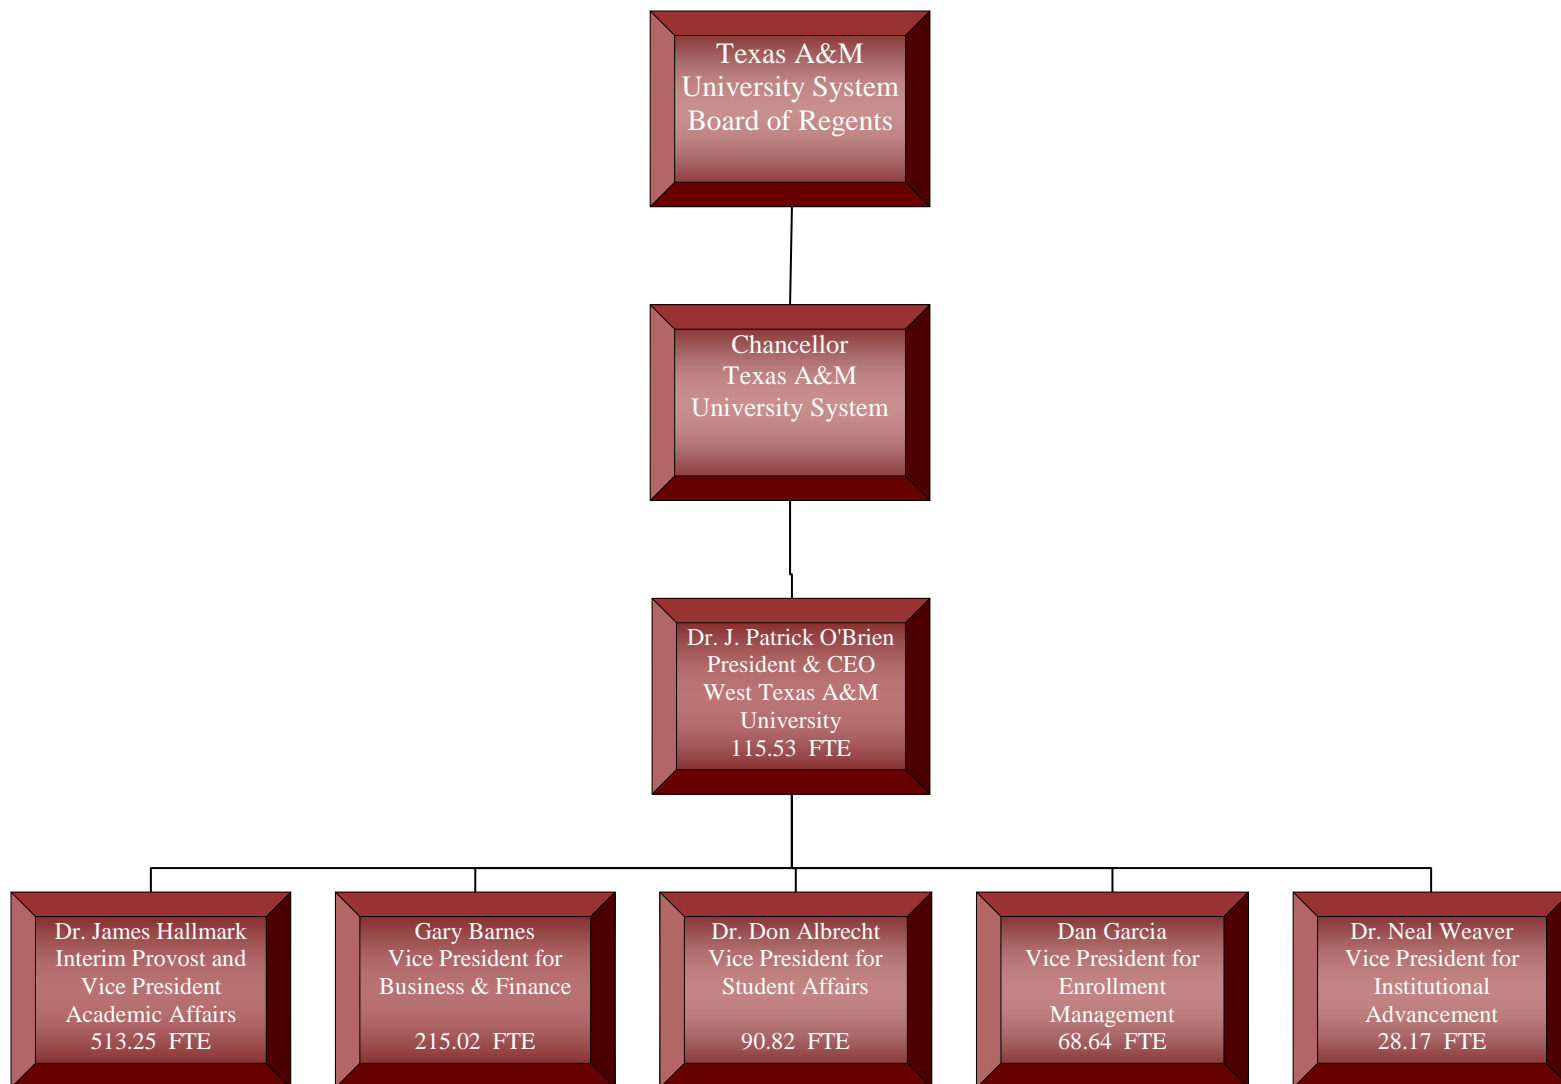 Texas A&M
University System
Board of Regents
Chancellor
Texas A&M
University System
Dr. J. Patrick O'Brien
President & CEO
West Texas A&M
University
115.53 FTE
Dr. James Hallmark
Interim Provost and
Vice President
Academic Affairs
513.25 FTE
Gary Barnes
Vice President for
Business & Finance
215.02 FTE
Dr. Don Albrecht
Vice President for
Student Affairs
90.82 FTE
Dan Garcia
Vice President for
Enrollment
Management
68.64 FTE
Dr. Neal Weaver
Vice President for
Institutional
Advancement
28.17 FTE